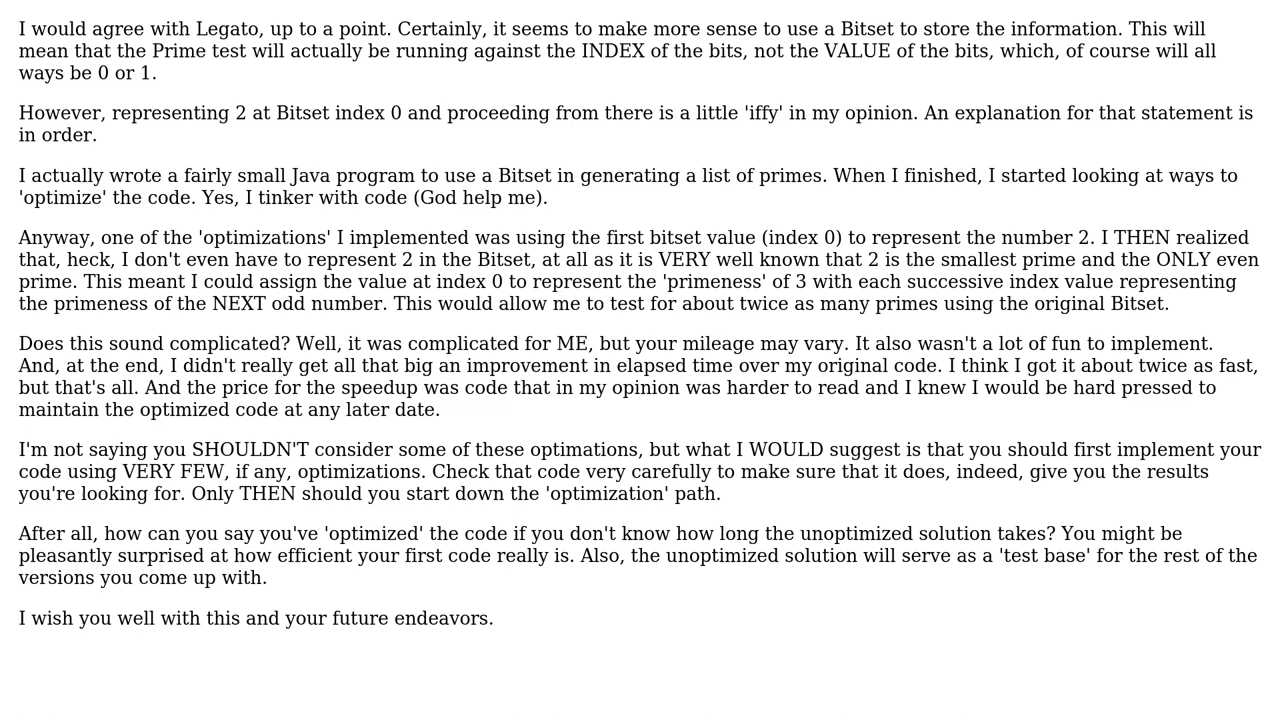 I would agree with Legato, up to a point. Certainly, it seems to make more sense to use a Bitset to store the information. This will
mean that the Prime test will actually be running against the INDEX of the bits, not the VALUE of the bits, which, of course will all
ways be 0 or 1.
However, representing 2 at Bitset index 0 and proceeding from there is a little 'iffy' in my opinion. An explanation for that statement is
in order.
I actually wrote a fairly small Java program to use a Bitset in generating a list of primes. When I finished, I started looking at ways to
'optimize' the code. Yes, I tinker with code (God help me).
Anyway, one of the 'optimizations' I implemented was using the first bitset value (index 0) to represent the number 2. I THEN realized
that, heck, I don't even have to represent 2 in the Bitset, at all as it is VERY well known that 2 is the smallest prime and the ONLY even
prime. This meant I could assign the value at index 0 to represent the 'primeness' of 3 with each successive index value representing
the primeness of the NEXT odd number. This would allow me to test for about twice as many primes using the original Bitset.
Does this sound complicated? Well, it was complicated for ME, but your mileage may vary. It also wasn't a lot of fun to implement.
And, at the end, I didn't really get all that big an improvement in elapsed time over my original code. I think I got it about twice as fast,
but that's all. And the price for the speedup was code that in my opinion was harder to read and I knew I would be hard pressed to
maintain the optimized code at any later date.
I'm not saying you SHOULDN'T consider some of these optimations, but what I WOULD suggest is that you should first implement your
code using VERY FEW, if any, optimizations. Check that code very carefully to make sure that it does, indeed, give you the results
you're looking for. Only THEN should you start down the 'optimization' path.
After all, how can you say you've 'optimized' the code if you don't know how long the unoptimized solution takes? You might be
pleasantly surprised at how efficient your first code really is. Also, the unoptimized solution will serve as a 'test base' for the rest of the
versions you come up with.
I wish you well with this and your future endeavors.